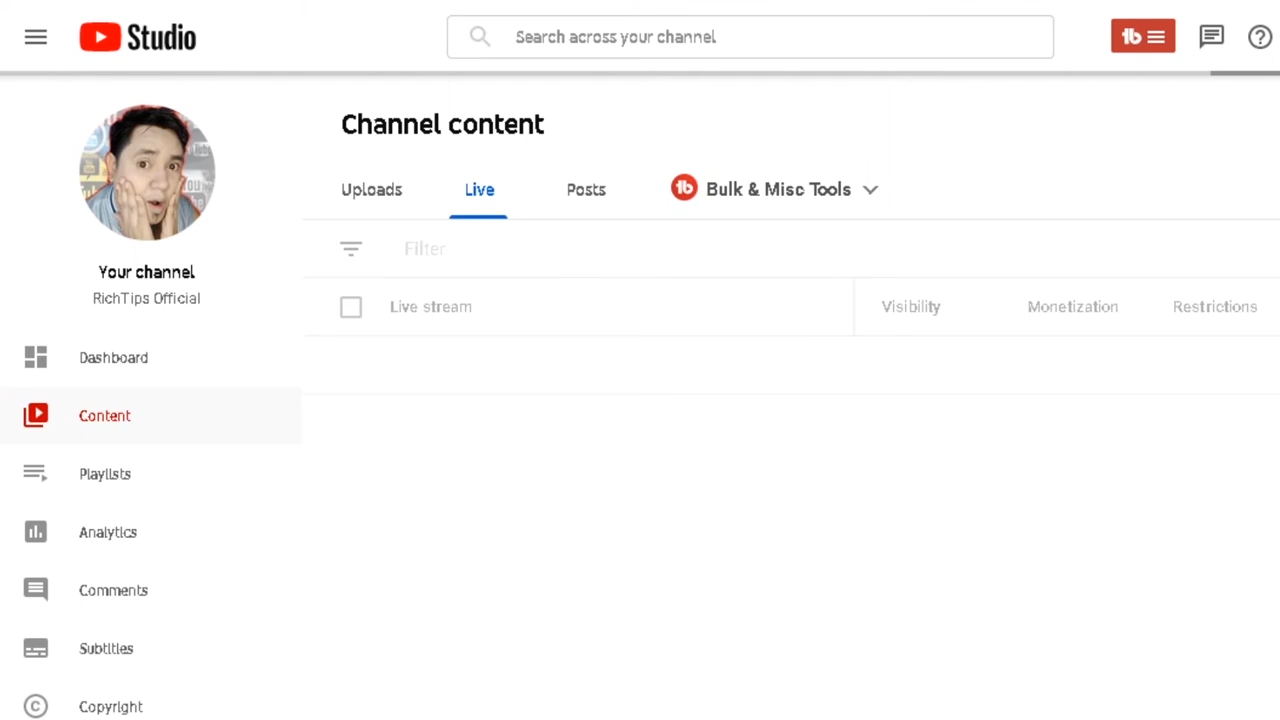 Studio
Search across your channel
Channel content
Uploads
Live
Posts
Bulk & Misc Tools
Filter
Live stream
Visibility
Monetization
Restrictions
Your channel
RichTips Official
Dashboard
Content
Playlists
Analytics
Comments
Subtitles
Copyright